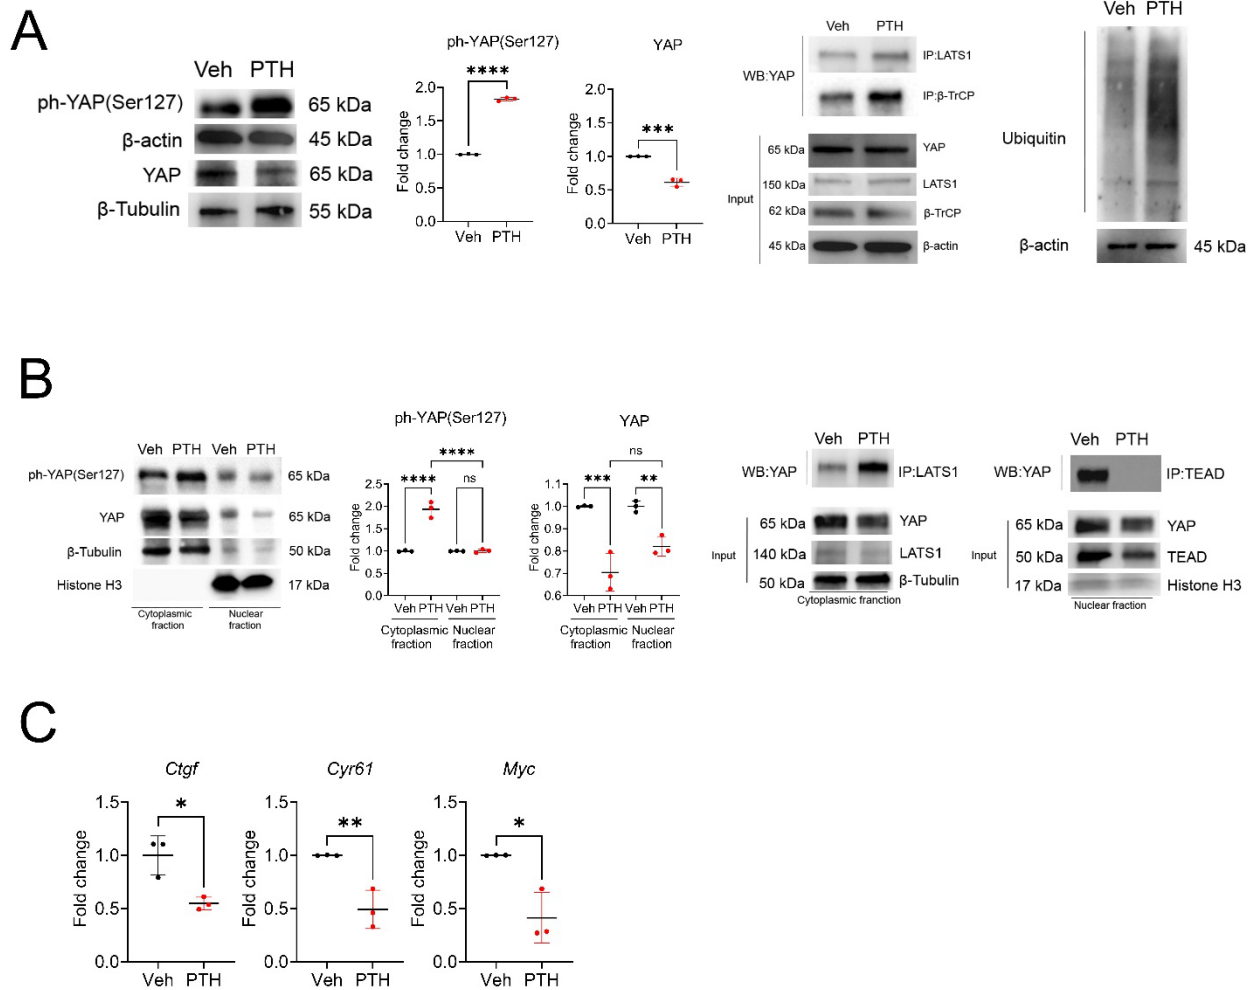 A
Veh PTH
ph-YAP(Ser127) 65 kDa
β-actin 45 kDa
YAP 65 kDa
β-Tubulin 55 kDa
ph-YAP(Ser127)
****
Fold change
2.0
1.5
1.0
0.5
0.0
Veh PTH
YAP
***
Fold change
2.0
1.5
1.0
0.5
0.0
Veh PTH
Veh PTH
WB:YAP
IP:LATS1
IP:β-TrCP
Input
65 kDa YAP
150 kDa LATS1
62 kDa β-TrCP
45 kDa β-actin
Veh PTH
Ubiquitin
β-actin 45 kDa
B
Veh PTH Veh PTH
ph-YAP(Ser127) 65 kDa
YAP 65 kDa
β-Tubulin 50 kDa
Histone H3 17 kDa
Cytoplasmic fraction
Nuclear fraction
ph-YAP(Ser127)
****
**** ns
Fold change
2.5
2.0
1.5
1.0
0.5
0.0
Veh PTH Veh PTH
Cytoplasmic fraction
Nuclear fraction
YAP
ns
*** **
Fold change
1.1
1.0
0.9
0.8
0.7
0.6
Veh PTH Veh PTH
Cytoplasmic fraction
Nuclear fraction
Veh PTH
WB:YAP IP:LATS1
Input
65 kDa YAP
140 kDa LATS1
50 kDa β-Tubulin
Cytoplasmic franction
Veh PTH
WB:YAP IP:TEAD
Input
65 kDa YAP
50 kDa TEAD
17 kDa Histone H3
Nuclear fraction
C
Ctgf
*
Fold change
1.5
1.0
0.5
0.0
Veh PTH
Cyr61
**
Fold change
1.5
1.0
0.5
0.0
Veh PTH
Myc
*
Fold change
1.5
1.0
0.5
0.0
Veh PTH